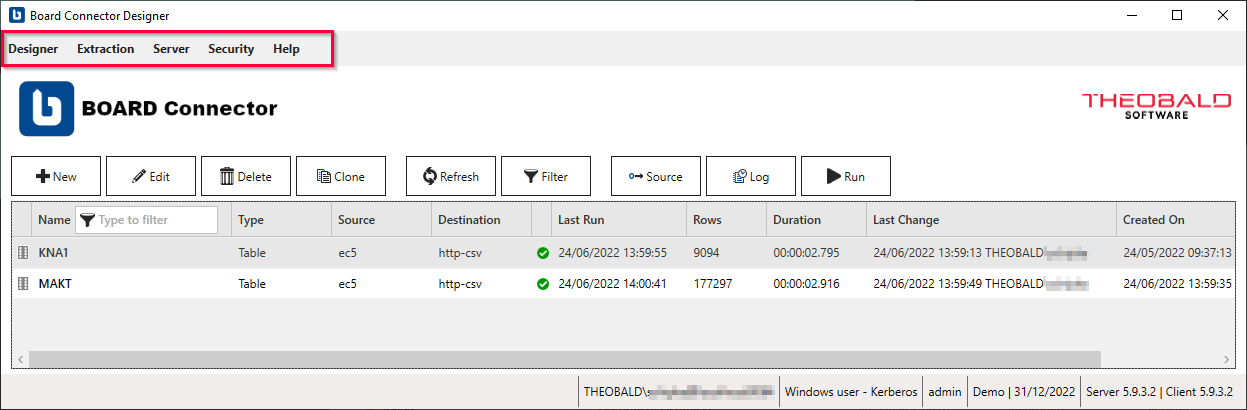 Board Connector Designer
Designer Extraction Server Security Help
BOARD Connector
THEOBALD
SOFTWARE
New Edit Delete Clone Refresh Filter Source Log Run
Name Type to filter Type Source Destination Last Run Rows Duration Last Change Created On
KNA1 Table ec5 http-csv 24/06/2022 13:59:55 9094 00:00:02.795 24/06/2022 13:59:13 THEOBALD\ 24/05/2022 09:37:13
MAKT Table ec5 http-csv 24/06/2022 14:00:41 177297 00:00:02.916 24/06/2022 13:59:49 THEOBALD\ 24/06/2022 13:59:35
THEOBALD\ Windows user - Kerberos admin Demo | 31/12/2022 Server 5.9.3.2 | Client 5.9.3.2